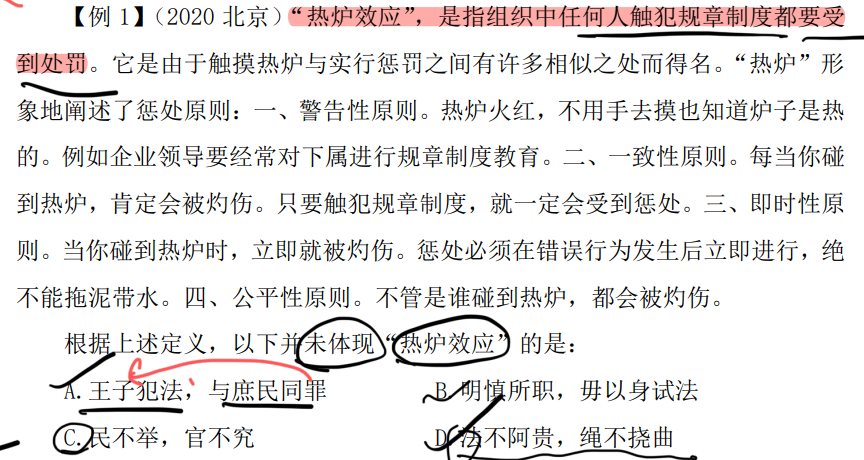 【例 1】（2020 北京）“热炉效应”，是指组织中任何人触犯规章制度都要受
到处罚。它是由于触摸热炉与实行惩罚之间有许多相似之处而得名。“热炉”形
象地阐述了惩处原则：一、警告性原则。热炉火红，不用手去摸也知道炉子是热
的。例如企业领导要经常对下属进行规章制度教育。二、一致性原则。每当你碰
到热炉，肯定会被灼伤。只要触犯规章制度，就一定会受到惩处。三、即时性原
则。当你碰到热炉时，立即就被灼伤。惩处必须在错误行为发生后立即进行，绝
不能拖泥带水。四、公平性原则。不管是谁碰到热炉，都会被灼伤。
根据上述定义，以下并未体现“热炉效应”的是：
A.王子犯法，与庶民同罪 B.明慎所职，毋以身试法
C.民不举，官不究 D.法不阿贵，绳不挠曲